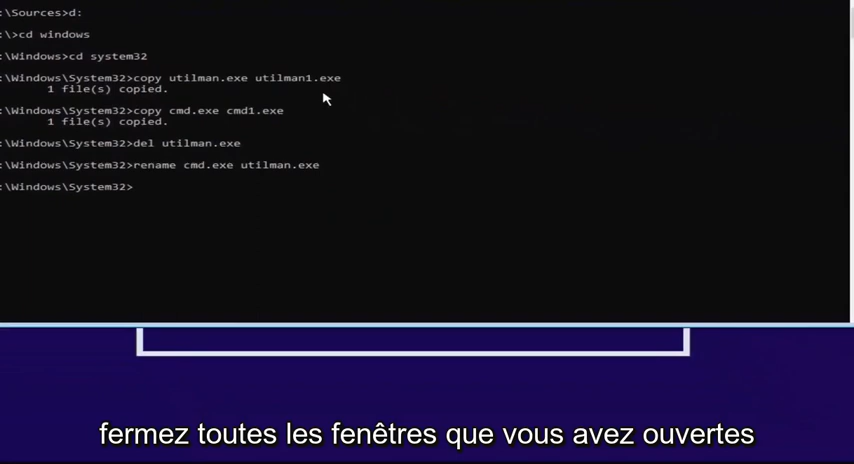 :\Sources>d:
:\>cd windows
:\Windows>cd system32
:\Windows\System32>copy utilman.exe utilman1.exe
1 file(s) copied.
:\Windows\System32>copy cmd.exe cmd1.exe
1 file(s) copied.
:\Windows\System32>del utilman.exe
:\Windows\System32>rename cmd.exe utilman.exe
:\Windows\System32>
fermez toutes les fenêtres que vous avez ouvertes